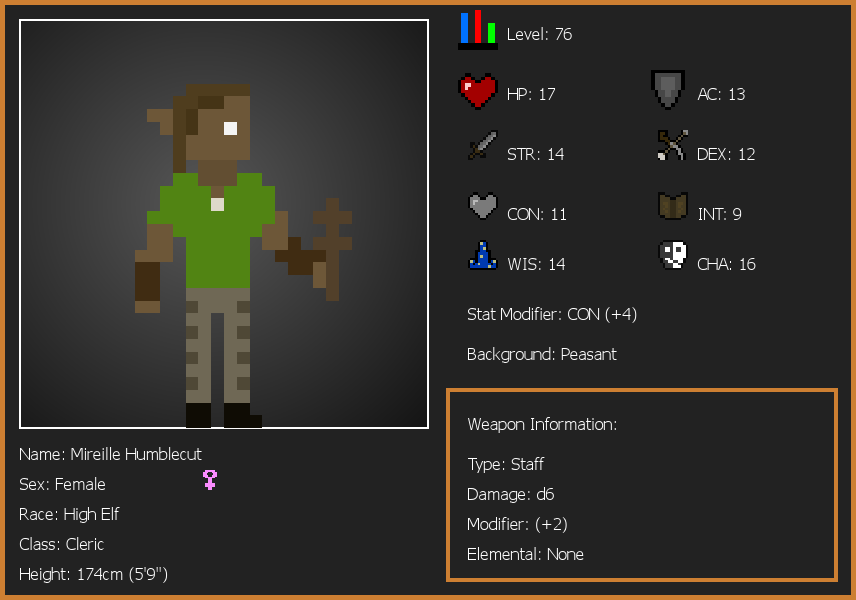 Level: 76
HP: 17
AC: 13
STR: 14
DEX: 12
CON: 11
INT: 9
WIS: 14
CHA: 16
Stat Modifier: CON (+4)
Background: Peasant
Weapon Information:
Type: Staff
Damage: d6
Modifier: (+2)
Elemental: None
Name: Mireille Humblecut
Sex: Female
Race: High Elf
Class: Cleric
Height: 174cm (5'9")